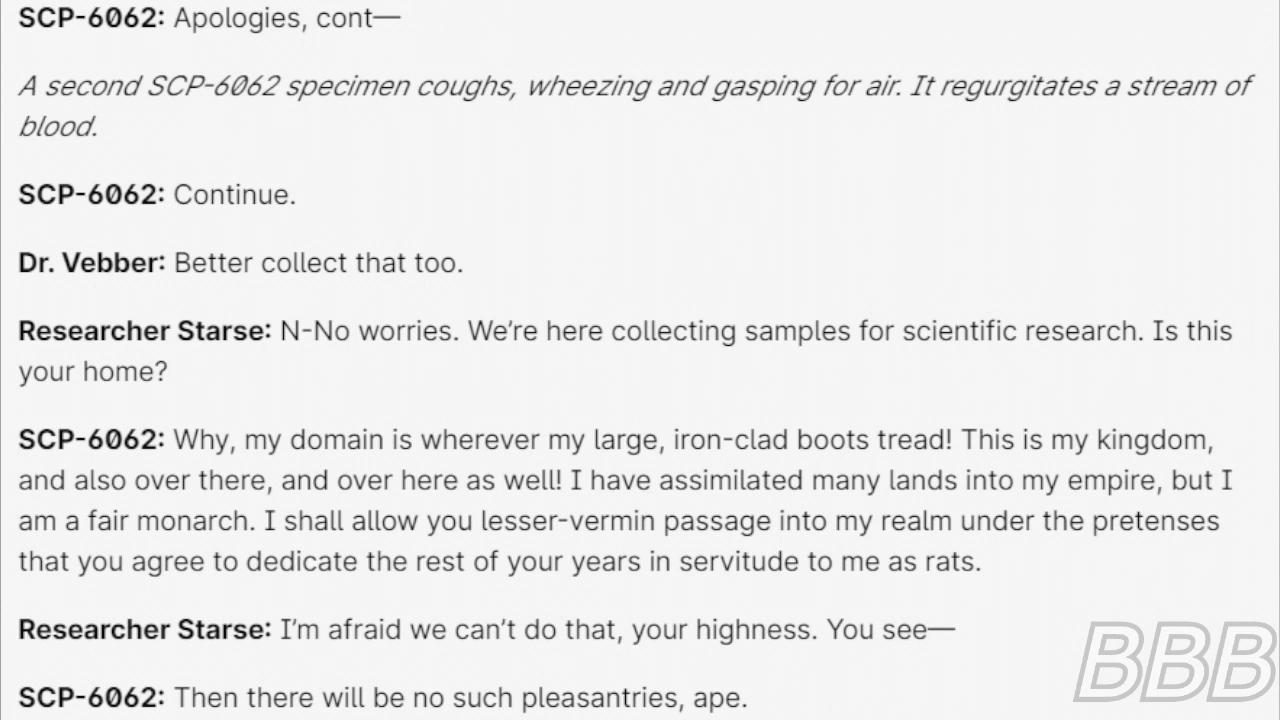 SCP-6062: Apologies, cont—
A second SCP-6062 specimen coughs, wheezing and gasping for air. It regurgitates a stream of
blood.
SCP-6062: Continue.
Dr. Vebber: Better collect that too.
Researcher Starse: N-No worries. We’re here collecting samples for scientific research. Is this
your home?
SCP-6062: Why, my domain is wherever my large, iron-clad boots tread! This is my kingdom,
and also over there, and over here as well! I have assimilated many lands into my empire, but I
am a fair monarch. I shall allow you lesser-vermin passage into my realm under the pretenses
that you agree to dedicate the rest of your years in servitude to me as rats.
Researcher Starse: I’m afraid we can’t do that, your highness. You see—
SCP-6062: Then there will be no such pleasantries, ape.
BBB